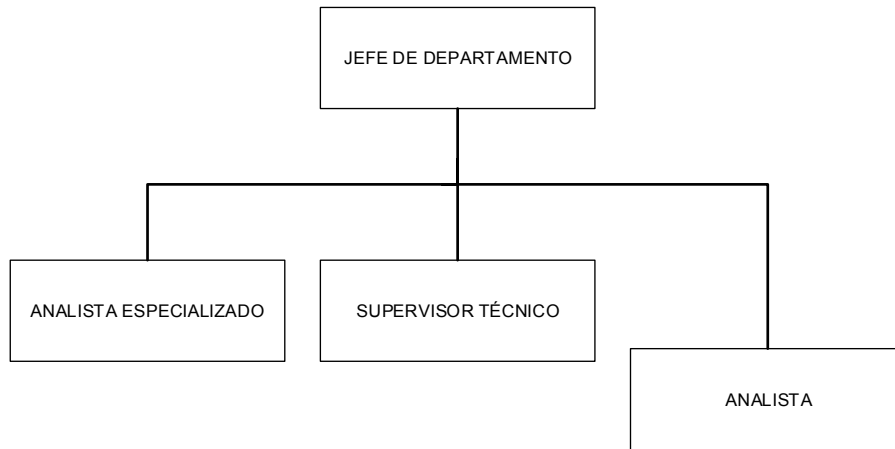 JEFE DE DEPARTAMENTO
ANALISTA ESPECIALIZADO
SUPERVISOR TÉCNICO
ANALISTA